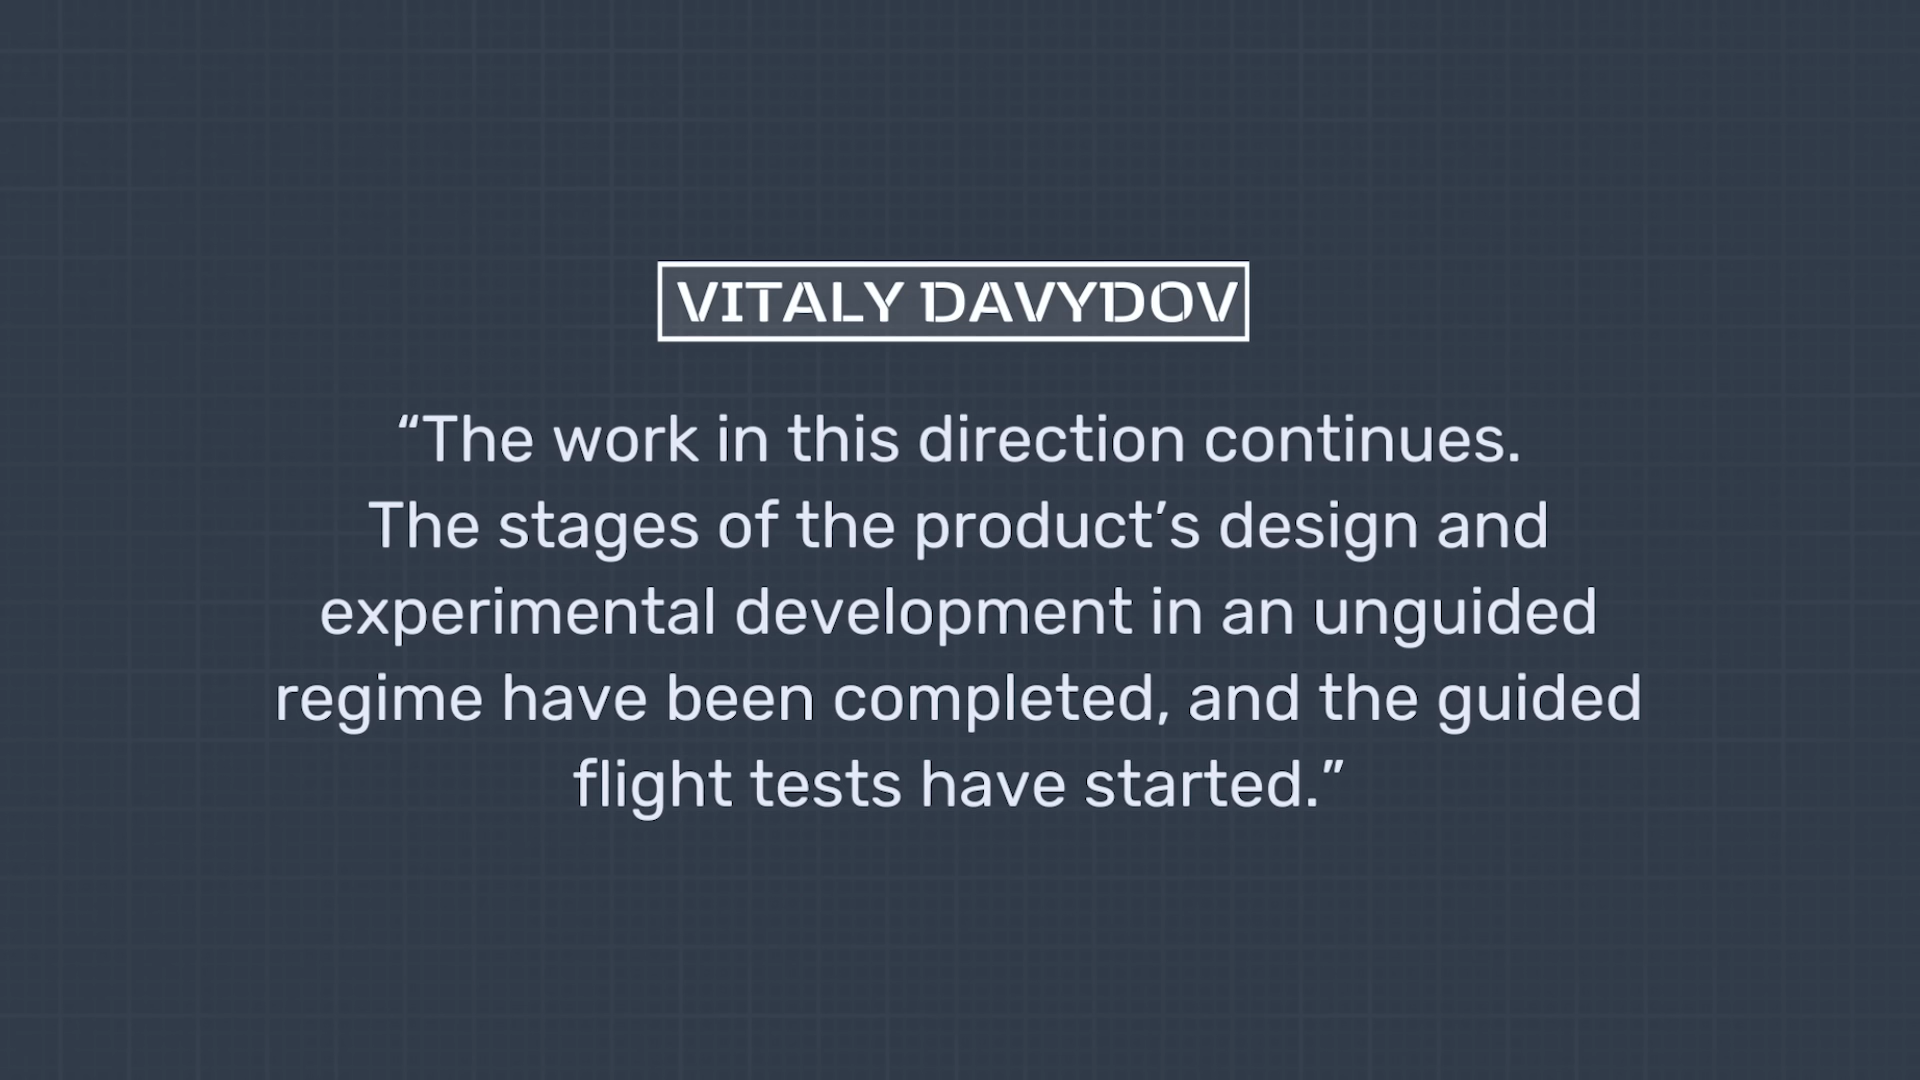 VITALY DAVYDOV
“The work in this direction continues.
The stages of the product’s design and
experimental development in an unguided
regime have been completed, and the guided
flight tests have started.”